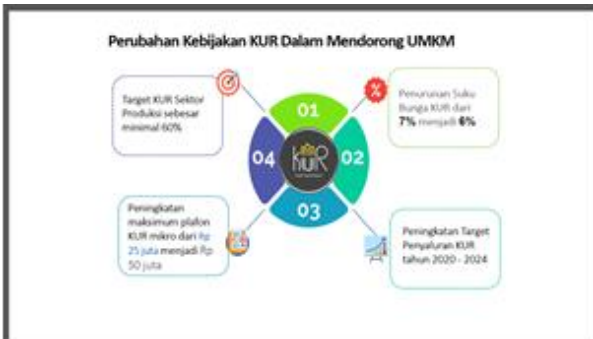 Perubahan Kebijakan KUR Dalam Mendorong UMKM
Target KUR Sektor
Produksi sebesar
minimal 60%
01
Penurunan Suku
Bunga KUR dari
7% menjadi 6%
04
KUR
02
03
Peningkatan
maksimum plafon
KUR mikro dari Rp
25 juta menjadi Rp
50 juta
Peningkatan Target
Penyaluran KUR
tahun 2020 - 2024